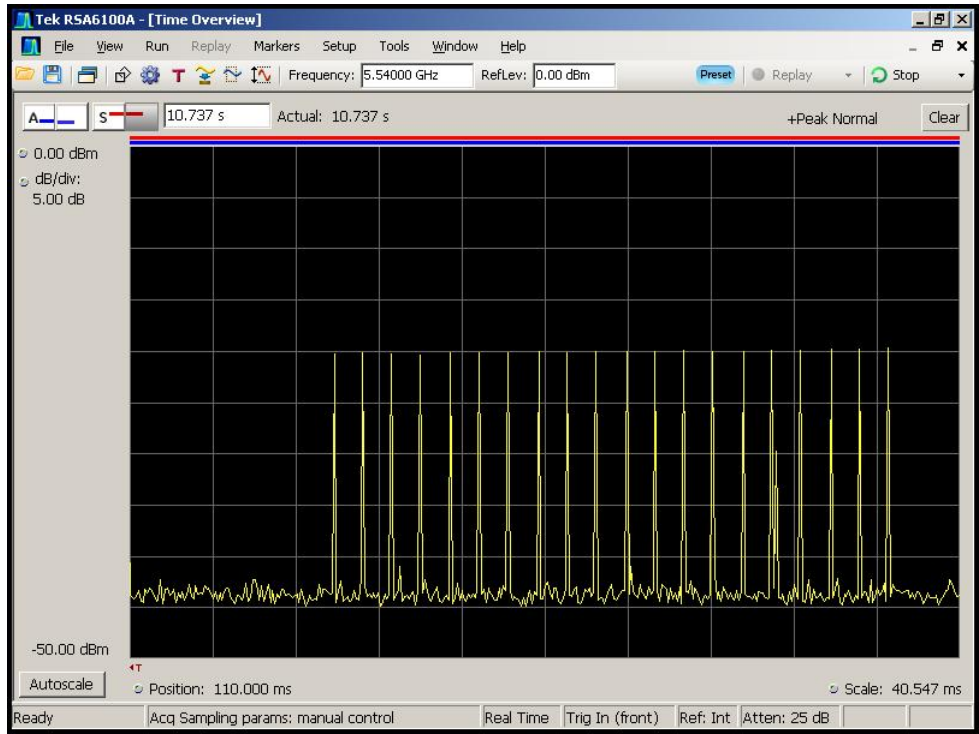 Tek RSA6100A - [Time Overview]
File View Run Replay Markers Setup Tools Window Help
T Frequency: 5.54000 GHz RefLev: 0.00 dBm Preset Replay Stop
A S 10.737 s Actual: 10.737 s +Peak Normal Clear
0.00 dBm
dB/div:
5.00 dB
-50.00 dBm
T
Autoscale Position: 110.000 ms Scale: 40.547 ms
Ready Acq Sampling params: manual control Real Time Trig In (front) Ref: Int Atten: 25 dB